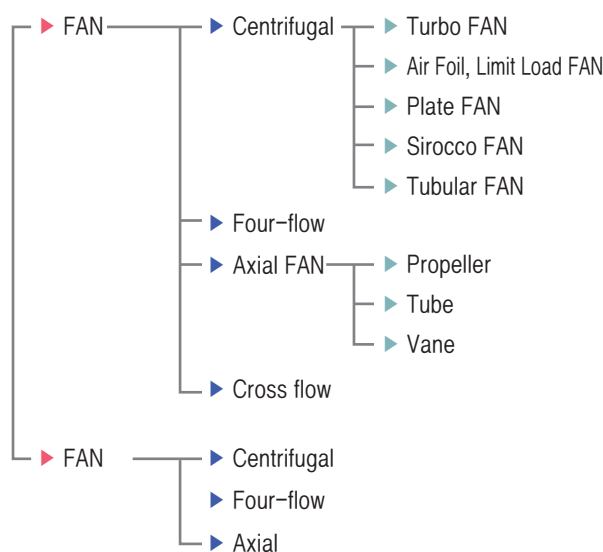 FAN
Centrifugal
Turbo FAN
Air Foil, Limit Load FAN
Plate FAN
Sirocco FAN
Tubular FAN
Four-flow
Axial FAN
Propeller
Tube
Vane
Cross flow
FAN
Centrifugal
Four-flow
Axial